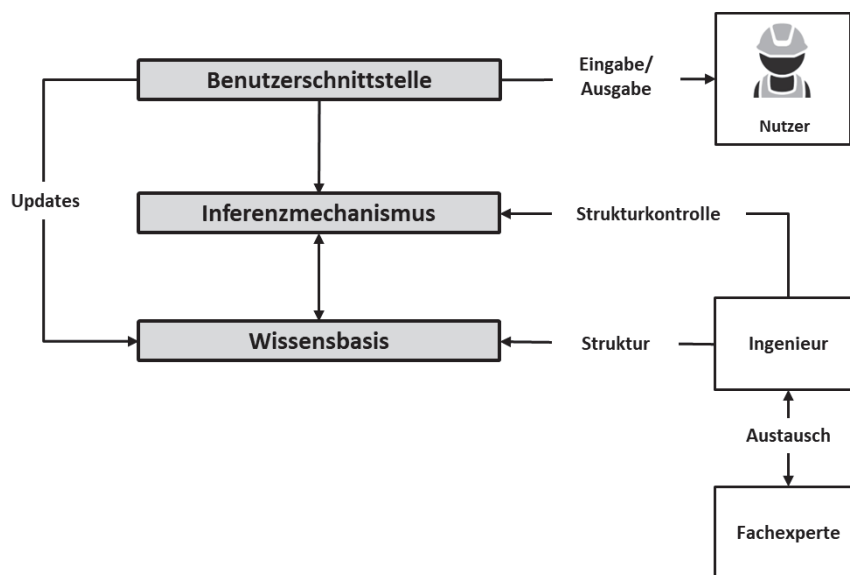 Benutzerschnittstelle
Eingabe/
Ausgabe
Nutzer
Updates
Inferenzmechanismus
Strukturkontrolle
Wissensbasis
Struktur
Ingenieur
Austausch
Fachexperte